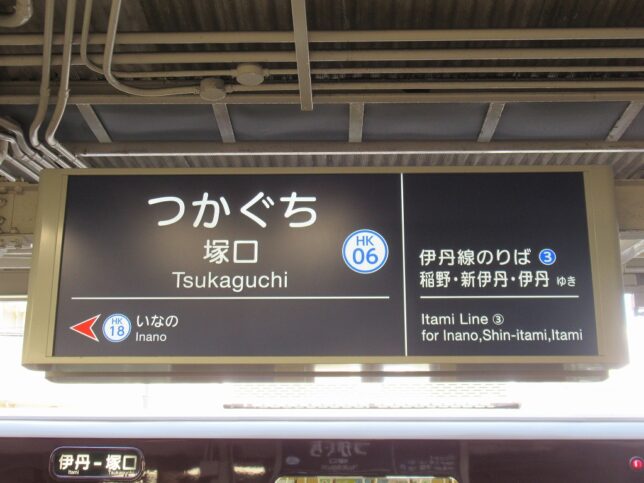 つかぐち
塚口
Tsukaguchi
HK
06
HK
18
いなの
Inano
伊丹線のりば 3
稲野・新伊丹・伊丹 ゆき
Itami Line ③
for Inano,Shin-itami,Itami
伊丹－塚口
Itami Tsukaguchi